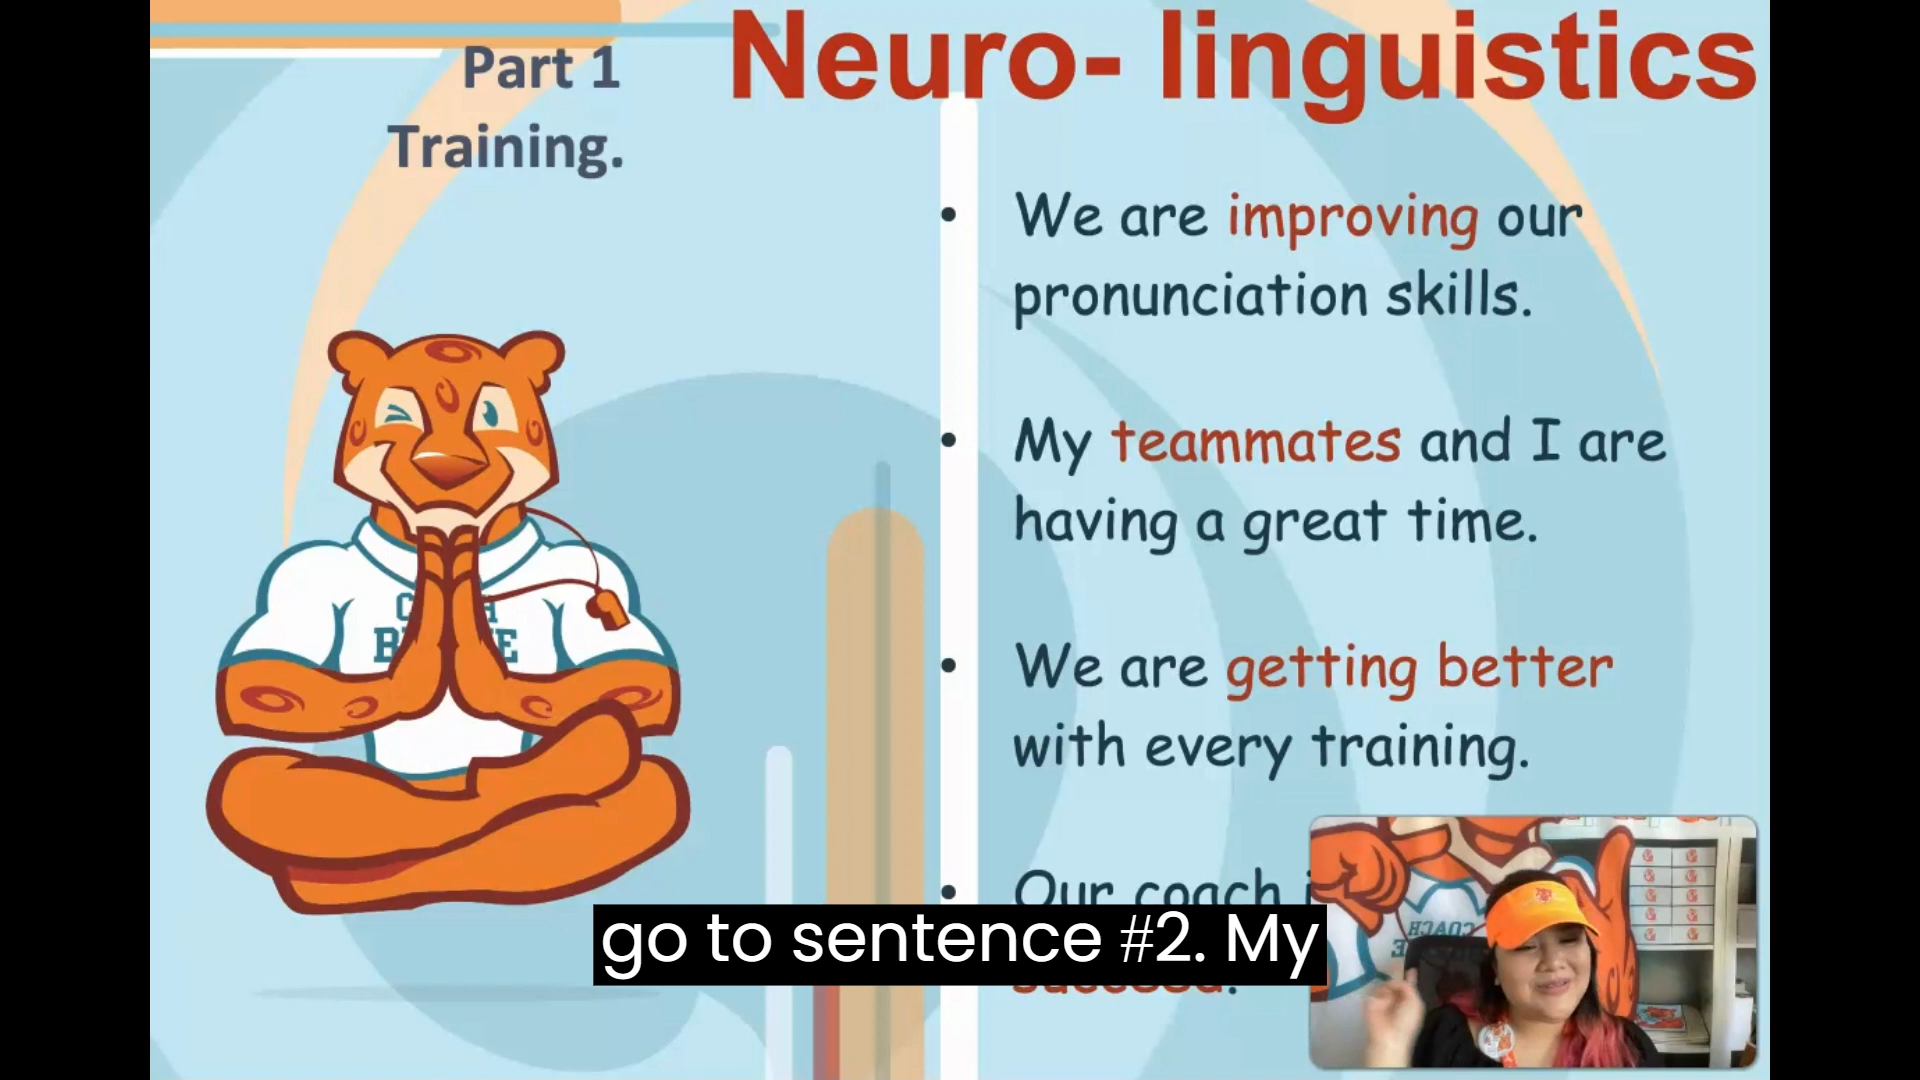 Part 1
Training.
Neuro- linguistics
• We are improving our
pronunciation skills.
• My teammates and I are
having a great time.
• We are getting better
with every training.
• Our coach
go to sentence #2. My
COACH